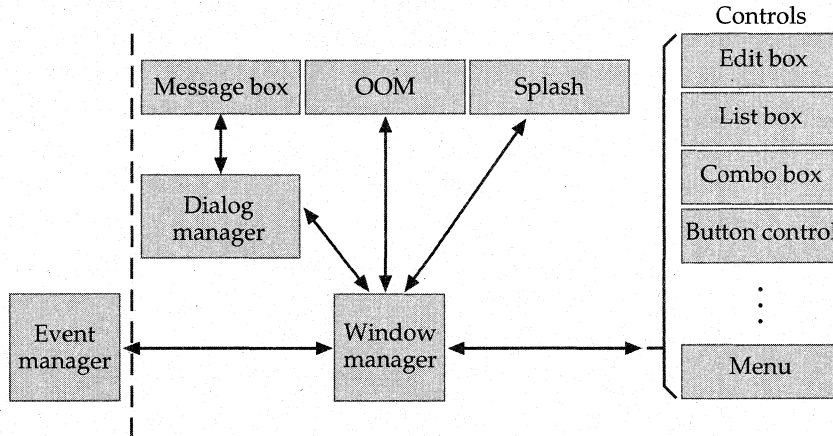 Controls
Edit box
List box
Combo box
Button control
Menu
Message box
OOM
Splash
Dialog
manager
Event
manager
Window
manager